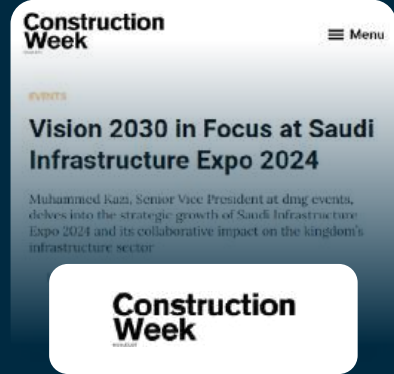 Construction
Week
Menu
EVENTS
Vision 2030 in Focus at Saudi
Infrastructure Expo 2024
Muhammed Kazi, Senior Vice President at dmg events,
delves into the strategic growth of Saudi Infrastructure
Expo 2024 and its collaborative impact on the kingdom's
infrastructure sector
Construction
Week